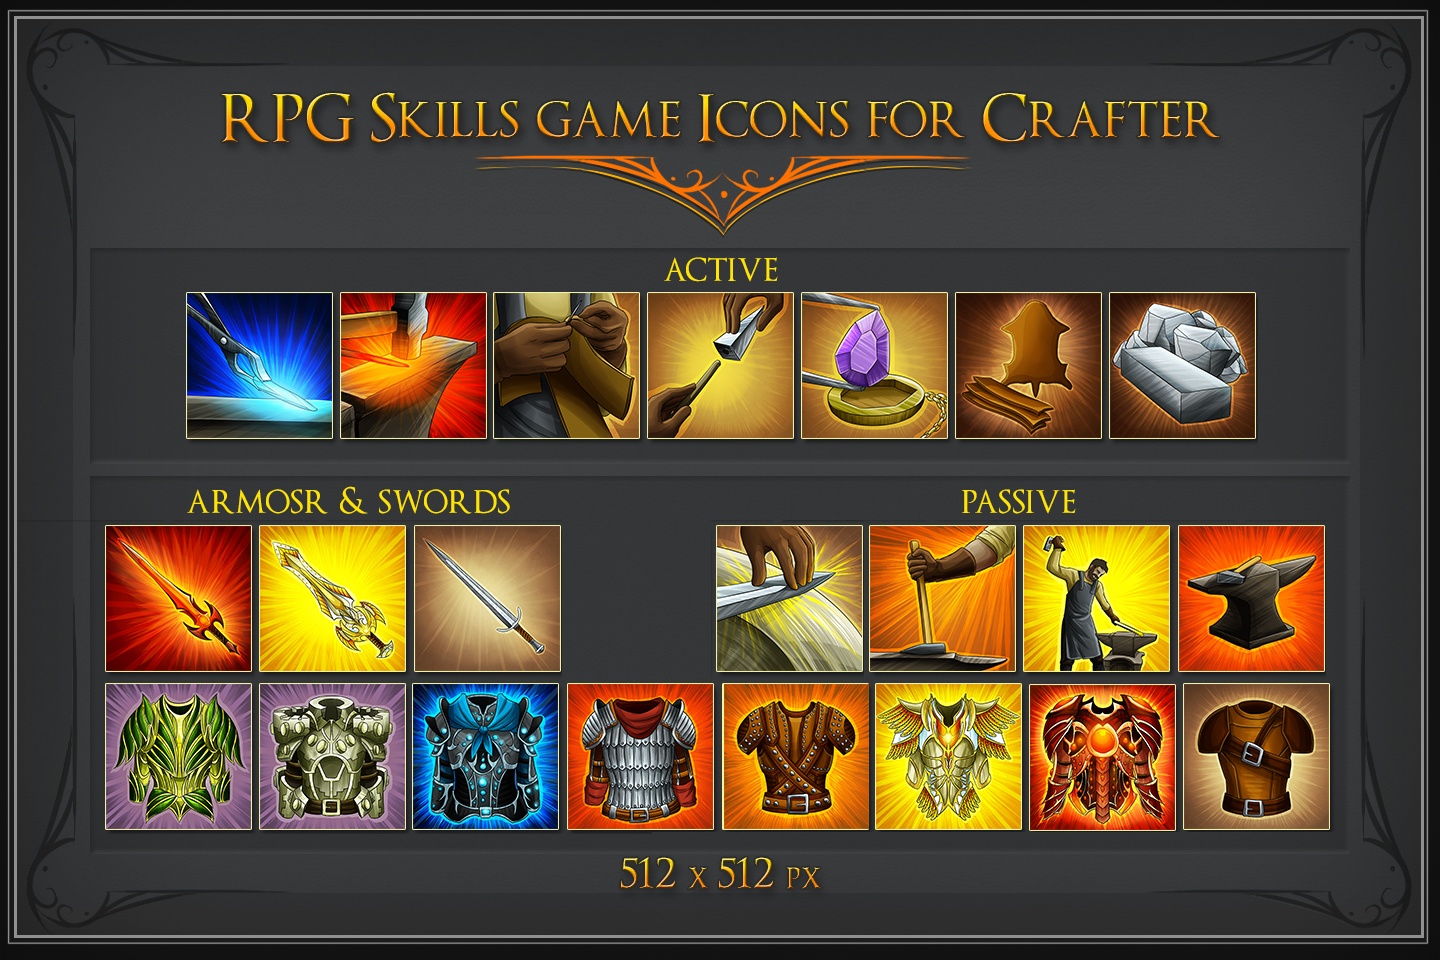 RPG Skills game Icons for Crafter
ACTIVE
ARMOSR & SWORDS
PASSIVE
512 x 512 px